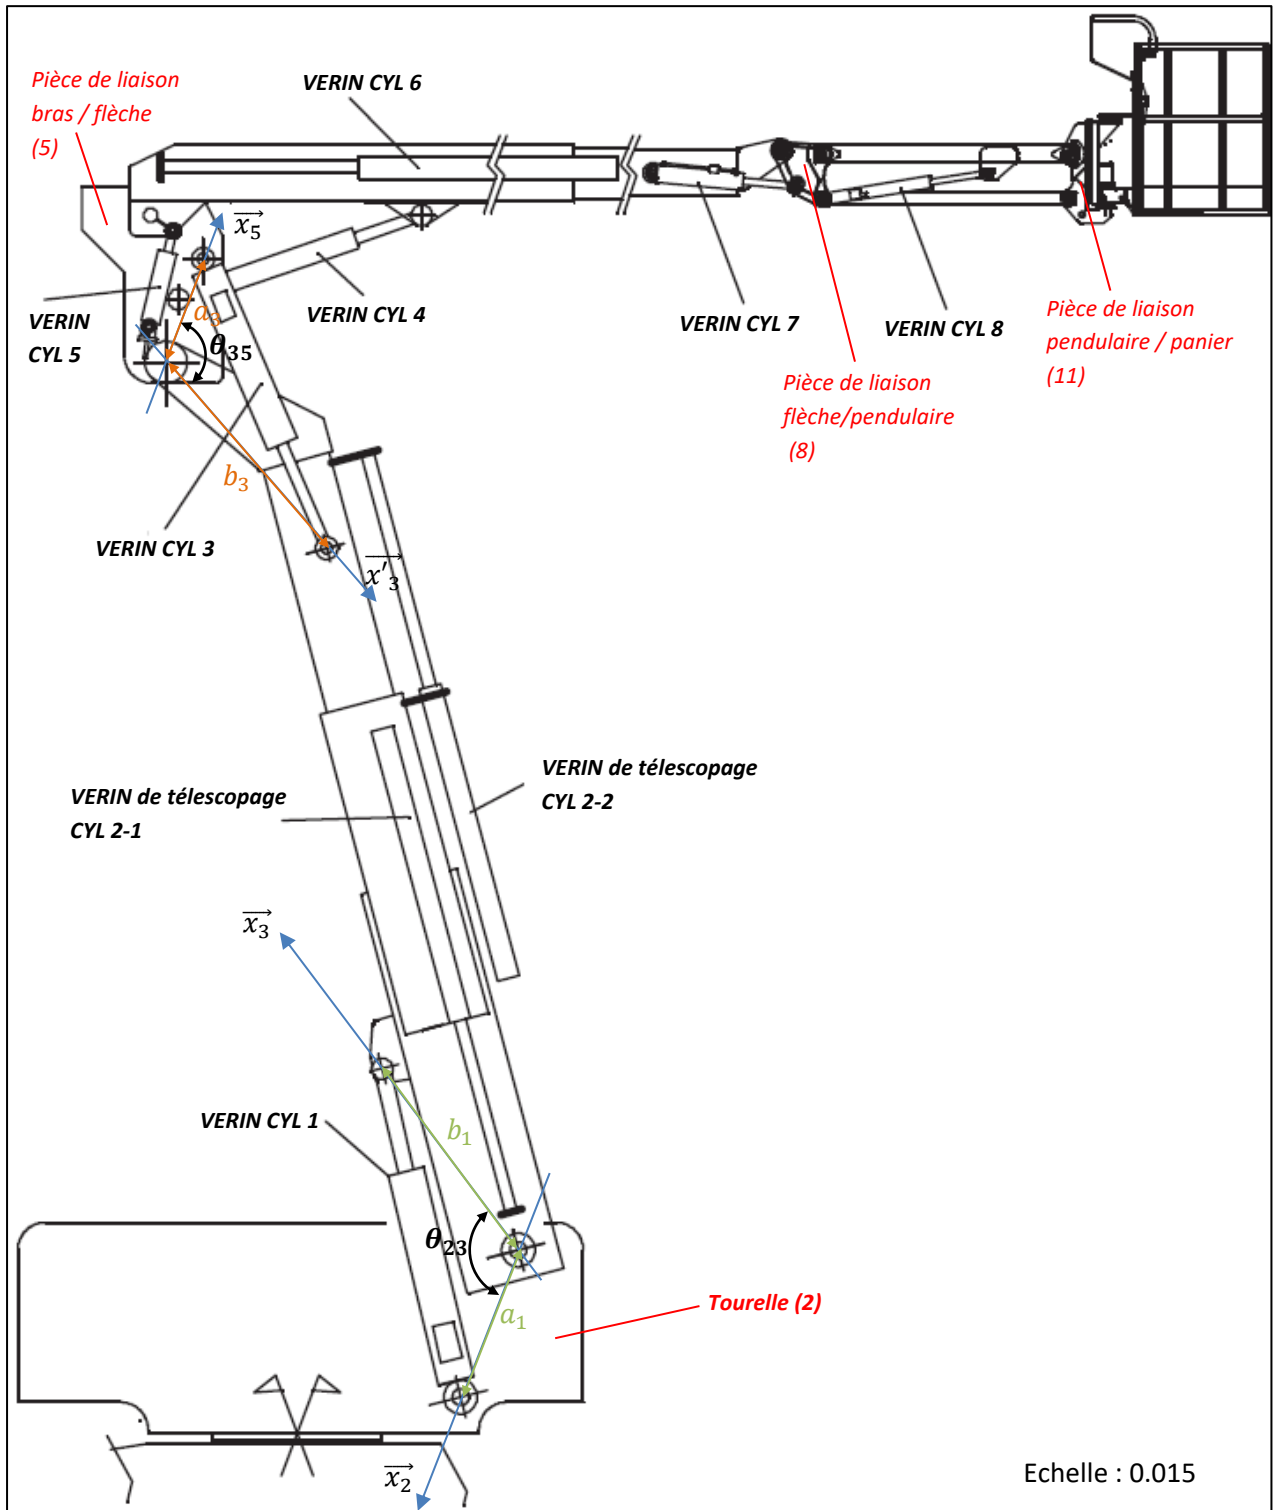 Pièce de liaison
bras / flèche
(5)
VERIN CYL 6
x₅
VERIN CYL 4
a₃
θ₃₅
VERIN
CYL 5
VERIN CYL 7
VERIN CYL 8
Pièce de liaison
pendulaire / panier
(11)
Pièce de liaison
flèche/pendulaire
(8)
b₃
VERIN CYL 3
x'₃
VERIN de télescopage
CYL 2-2
VERIN de télescopage
CYL 2-1
x₃
VERIN CYL 1
b₁
θ₂₃
a₁
Tourelle (2)
x₂
Echelle : 0.015